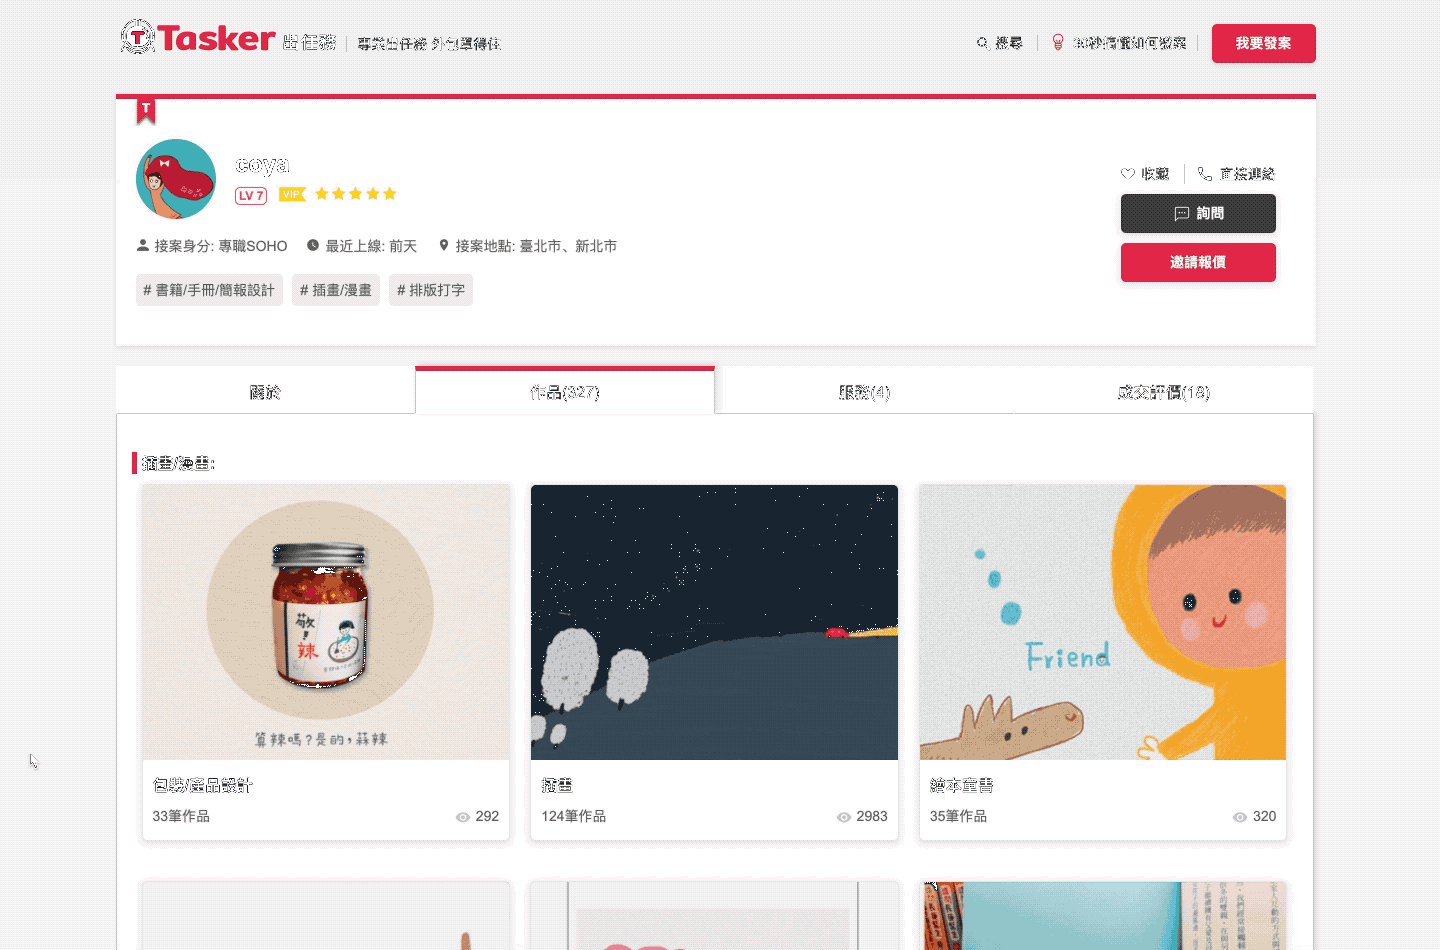 Tasker 出任務 專業出任務 外包單得住
搜尋
30秒搞懂如何發案
我要發案
coya
LV 7 VIP
收藏
直接連絡
詢問
邀請報價
接案身分: 專職SOHO 最近上線: 前天 接案地點: 臺北市、新北市
# 書籍/手冊/簡報設計 # 插畫/漫畫 # 排版打字
關於
作品(327)
服務(4)
成交評價(18)
插畫/漫畫:
敬!
辣
算辣嗎?是的,蒜辣
Friend
包裝/產品設計
33筆作品 292
插畫
124筆作品 2983
繪本童書
35筆作品 320